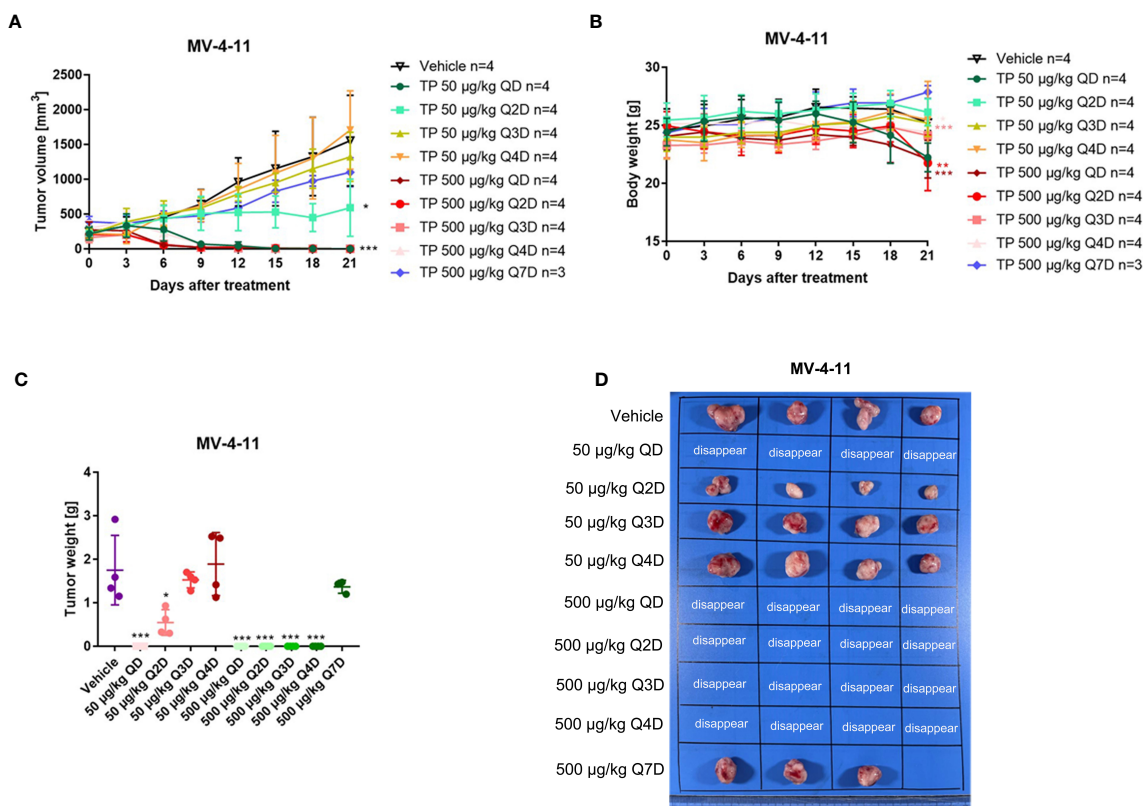 A
MV-4-11
Tumor volume [mm³]
2500
2000
1500
1000
500
0
0 3 6 9 12 15 18 21
Days after treatment
*
***
Vehicle n=4
TP 50 µg/kg QD n=4
TP 50 µg/kg Q2D n=4
TP 50 µg/kg Q3D n=4
TP 50 µg/kg Q4D n=4
TP 500 µg/kg QD n=4
TP 500 µg/kg Q2D n=4
TP 500 µg/kg Q3D n=4
TP 500 µg/kg Q4D n=4
TP 500 µg/kg Q7D n=3
B
MV-4-11
Body weight [g]
30
25
20
15
0 3 6 9 12 15 18 21
Days after treatment
***
**
***
Vehicle n=4
TP 50 µg/kg QD n=4
TP 50 µg/kg Q2D n=4
TP 50 µg/kg Q3D n=4
TP 50 µg/kg Q4D n=4
TP 500 µg/kg QD n=4
TP 500 µg/kg Q2D n=4
TP 500 µg/kg Q3D n=4
TP 500 µg/kg Q4D n=4
TP 500 µg/kg Q7D n=3
C
MV-4-11
Tumor weight [g]
4
3
2
1
0
*** * *** *** *** ***
Vehicle
50 µg/kg QD
50 µg/kg Q2D
50 µg/kg Q3D
50 µg/kg Q4D
500 µg/kg QD
500 µg/kg Q2D
500 µg/kg Q3D
500 µg/kg Q4D
500 µg/kg Q7D
D
MV-4-11
Vehicle
50 µg/kg QD disappear disappear disappear disappear
50 µg/kg Q2D
50 µg/kg Q3D
50 µg/kg Q4D
500 µg/kg QD disappear disappear disappear disappear
500 µg/kg Q2D disappear disappear disappear disappear
500 µg/kg Q3D disappear disappear disappear disappear
500 µg/kg Q4D disappear disappear disappear disappear
500 µg/kg Q7D